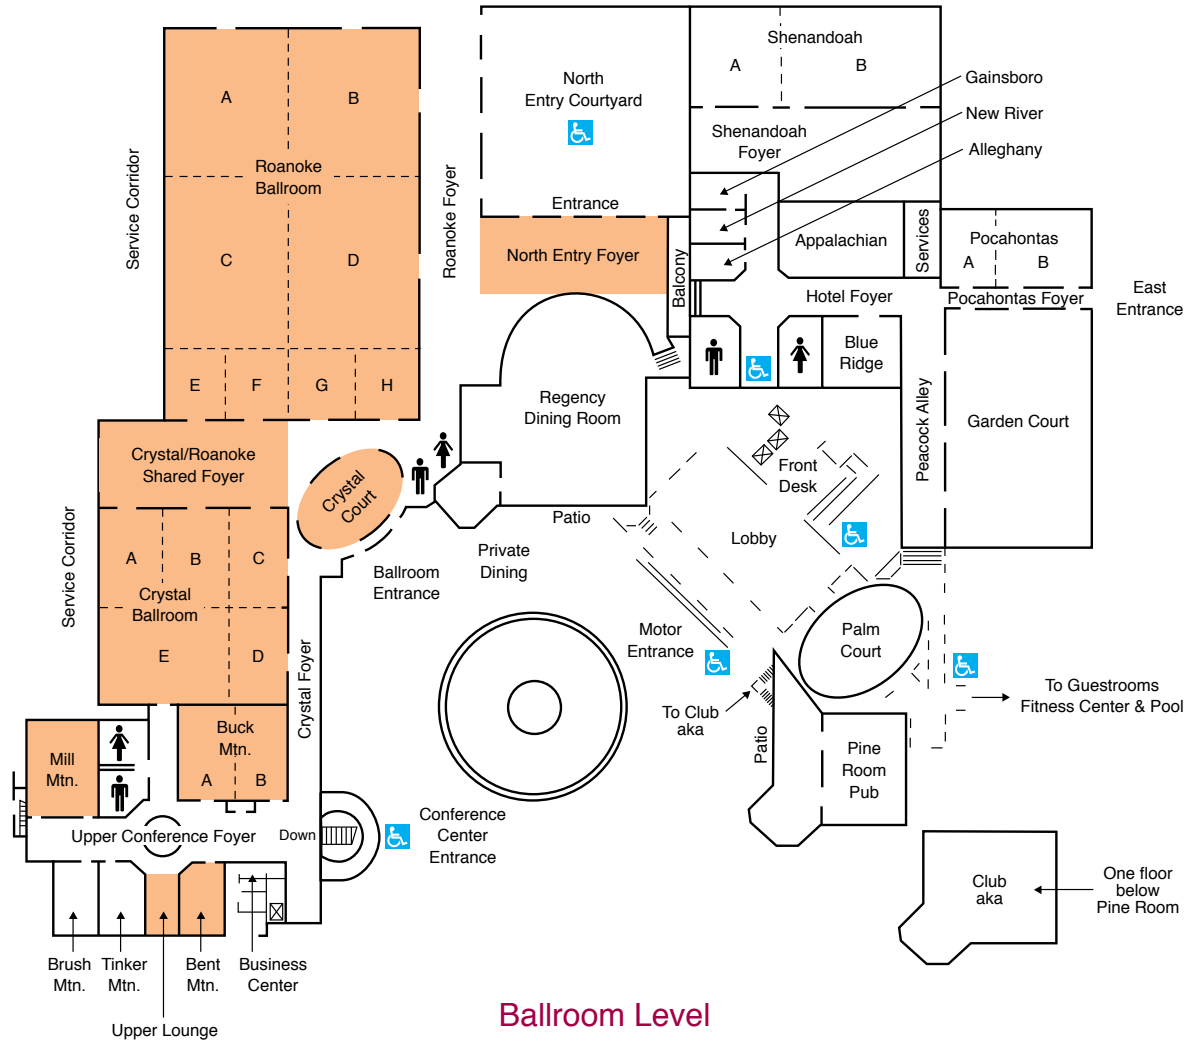 Shenandoah
A
B
Gainsboro
New River
Alleghany
North
Entry Courtyard
Shenandoah
Foyer
Entrance
A
B
Roanoke
Ballroom
C
D
E
F
G
H
Service Corridor
Roanoke Foyer
North Entry Foyer
Balcony
Appalachian
Services
Pocahontas
A
B
Hotel Foyer
Pocahontas Foyer
East
Entrance
Blue
Ridge
Peacock Alley
Garden Court
Regency
Dining Room
Crystal/Roanoke
Shared Foyer
Crystal
Court
Front
Desk
Lobby
Patio
Private
Dining
Ballroom
Entrance
Service Corridor
A
B
C
Crystal
Ballroom
E
D
Crystal Foyer
Motor
Entrance
Palm
Court
To Club
aka
Patio
To Guestrooms
Fitness Center & Pool
Pine
Room
Pub
Buck
Mtn.
A
B
Mill
Mtn.
Upper Conference Foyer
Down
Conference
Center
Entrance
Club
aka
One floor
below
Pine Room
Brush
Mtn.
Tinker
Mtn.
Bent
Mtn.
Business
Center
Upper Lounge
Ballroom Level